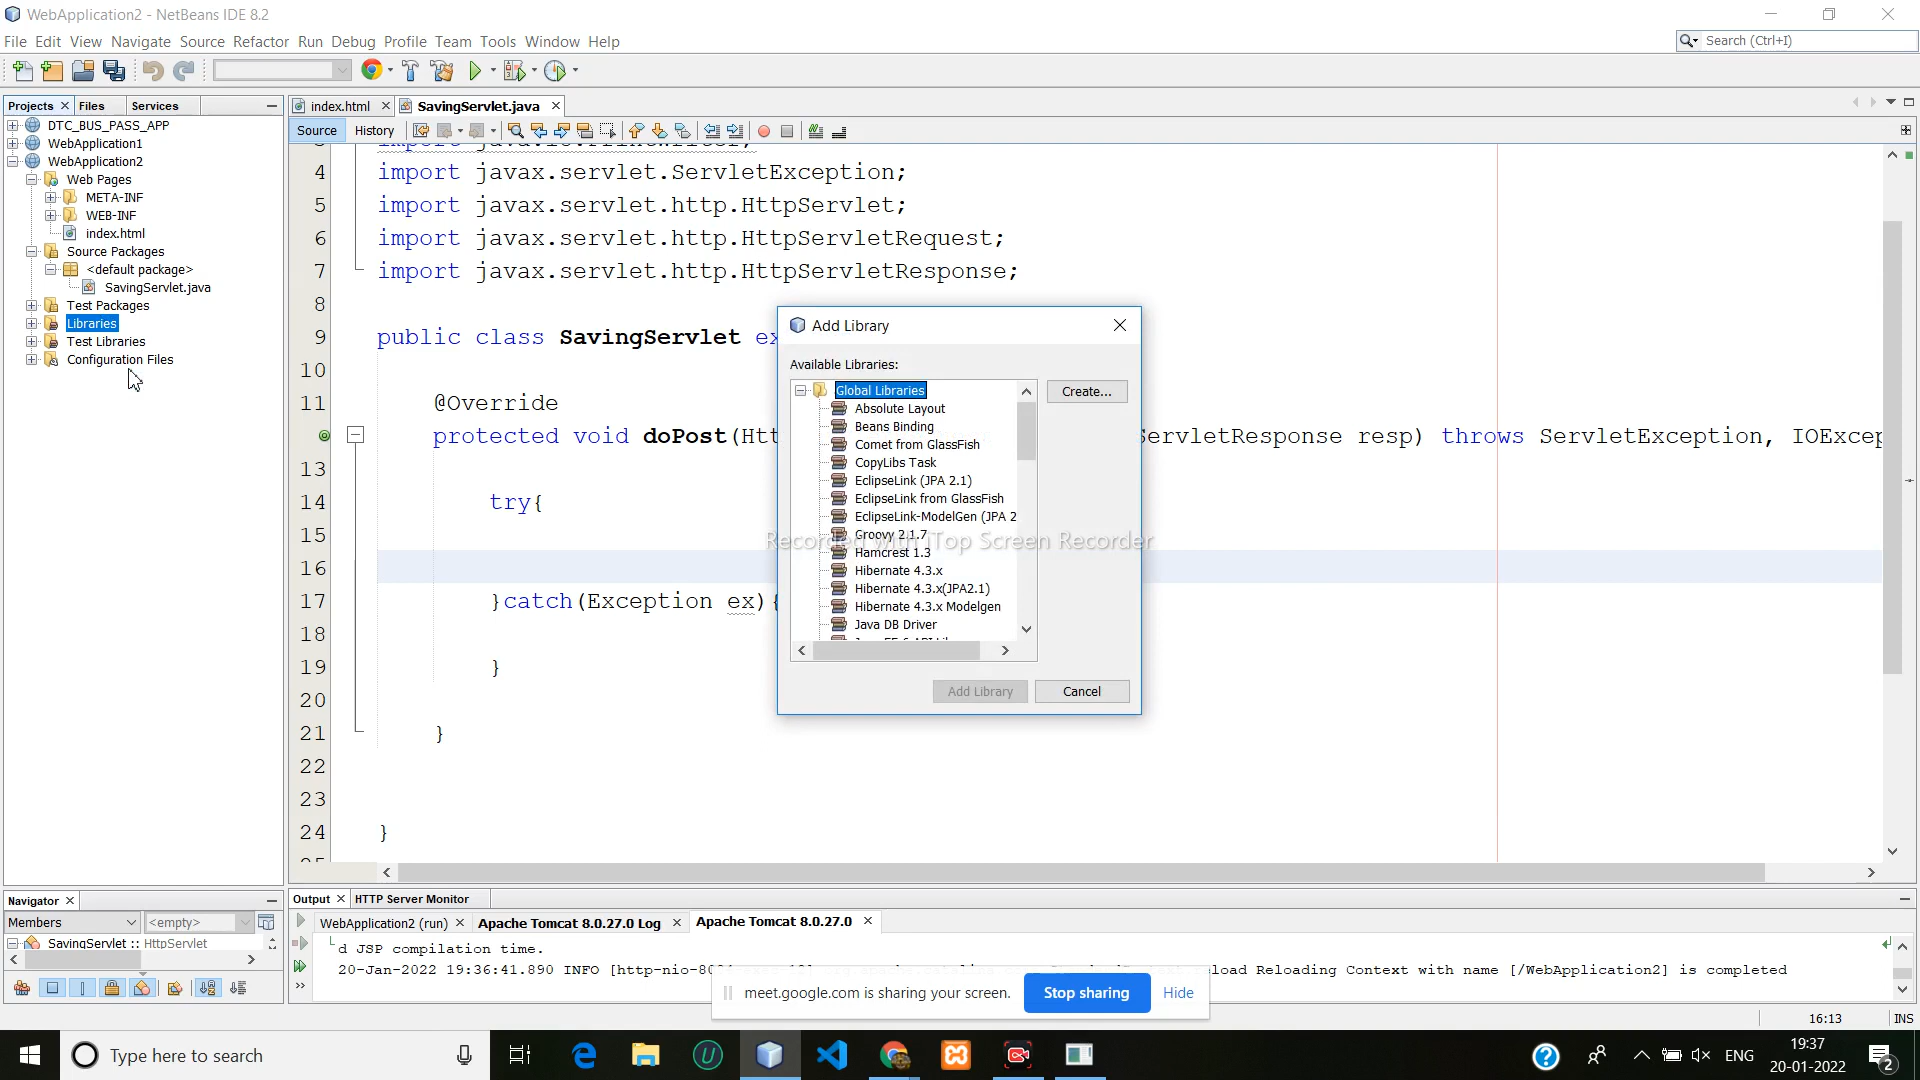 WebApplication2 - NetBeans IDE 8.2
File Edit View Navigate Source Refactor Run Debug Profile Team Tools Window Help
Search (Ctrl+I)
Projects Files Services
index.html SavingServlet.java
Source History
DTC_BUS_PASS_APP
WebApplication1
WebApplication2
Web Pages
META-INF
WEB-INF
index.html
Source Packages
<default package>
SavingServlet.java
Test Packages
Libraries
Test Libraries
Configuration Files
4 import javax.servlet.ServletException;
5 import javax.servlet.http.HttpServlet;
6 import javax.servlet.http.HttpServletRequest;
7 import javax.servlet.http.HttpServletResponse;
8
9 public class SavingServlet ex
10
11 @Override
protected void doPost(Htt ServletResponse resp) throws ServletException, IOExcep
13
14 try{
15
16
17 }catch(Exception ex){
18
19 }
20
21 }
22
23
24 }
Add Library
Available Libraries:
Global Libraries
Create...
Absolute Layout
Beans Binding
Comet from GlassFish
CopyLibs Task
EclipseLink (JPA 2.1)
EclipseLink from GlassFish
EclipseLink-ModelGen (JPA 2
Groovy 2.1.7
Recorded with iTop Screen Recorder
Hamcrest 1.3
Hibernate 4.3.x
Hibernate 4.3.x(JPA2.1)
Hibernate 4.3.x Modelgen
Java DB Driver
Add Library Cancel
Navigator
Members <empty>
SavingServlet :: HttpServlet
Output HTTP Server Monitor
WebApplication2 (run) Apache Tomcat 8.0.27.0 Log Apache Tomcat 8.0.27.0
d JSP compilation time.
20-Jan-2022 19:36:41.890 INFO [http-nio-80 eload Reloading Context with name [/WebApplication2] is completed
meet.google.com is sharing your screen. Stop sharing Hide
16:13 INS
Type here to search
ENG
19:37
20-01-2022
2